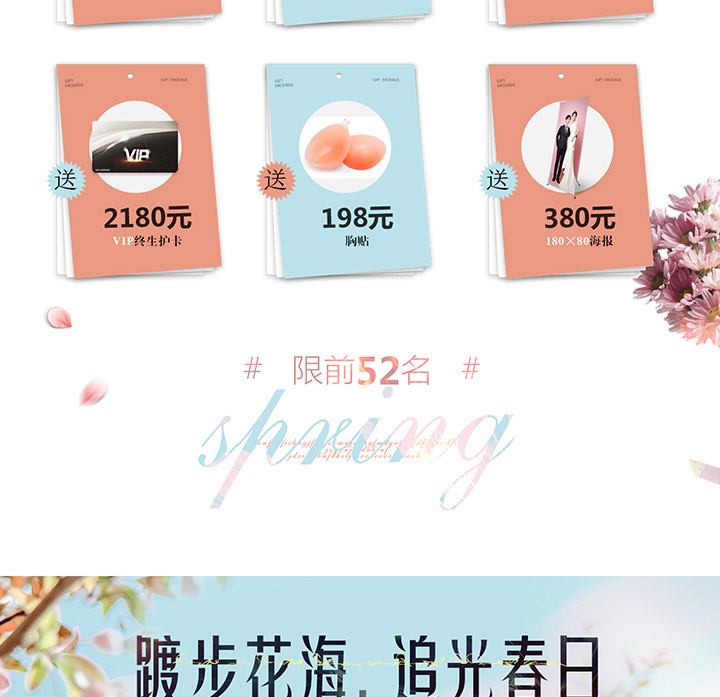 GIFT PACKAGE
GIFT PACKAGE
GIFT PACKAGE
GIFT PACKAGE
GIFT PACKAGE
GIFT PACKAGE
VIP
送
送
送
2180元
198元
380元
VIP终生护卡
胸贴
180×80海报
# 限前52名 #
spring
踱步花海,追光春日